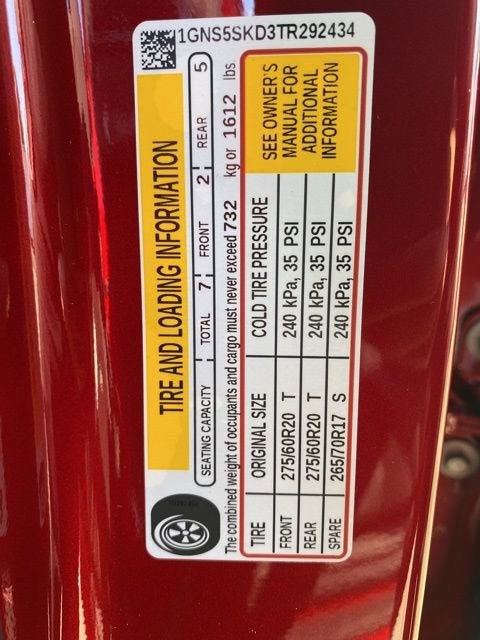 1GNS5SKD3TR292434
TIRE AND LOADING INFORMATION
SEATING CAPACITY TOTAL 7 FRONT 2 REAR 5
The combined weight of occupants and cargo must never exceed 732 kg or 1612 lbs.
TIRE ORIGINAL SIZE COLD TIRE PRESSURE
FRONT 275/60R20 T 240 kPa, 35 PSI
REAR 275/60R20 T 240 kPa, 35 PSI
SPARE 265/70R17 S 240 kPa, 35 PSI
SEE OWNER'S
MANUAL FOR
ADDITIONAL
INFORMATION